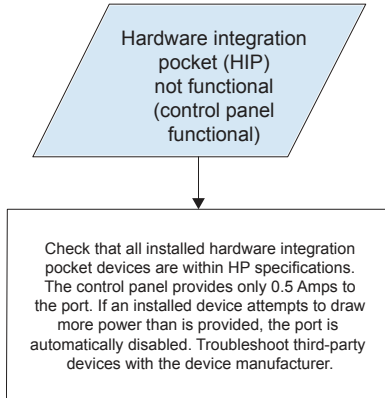 Hardware integration
pocket (HIP)
not functional
(control panel
functional)
Check that all installed hardware integration
pocket devices are within HP specifications.
The control panel provides only 0.5 Amps to
the port. If an installed device attempts to draw
more power than is provided, the port is
automatically disabled. Troubleshoot third-party
devices with the device manufacturer.